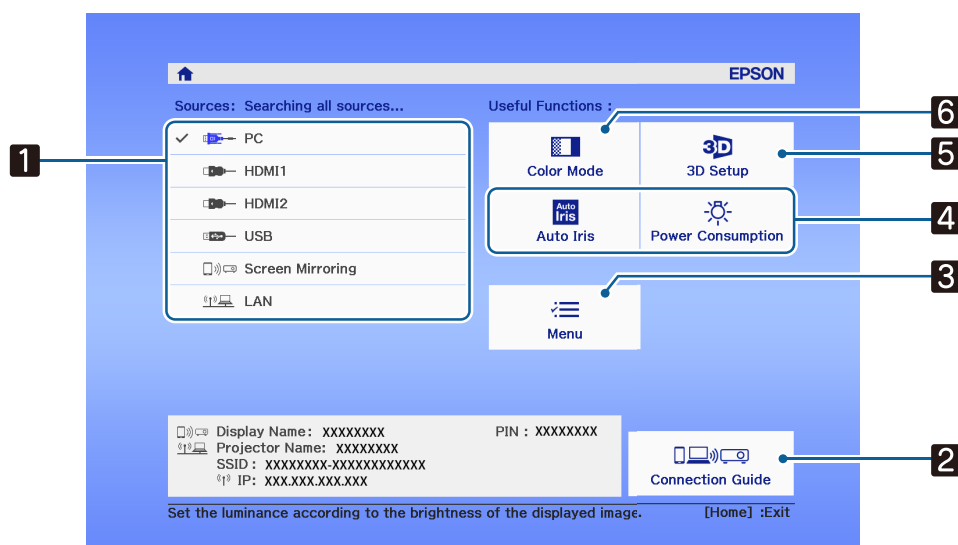 EPSON
Sources: Searching all sources...
PC
HDMI1
HDMI2
USB
Screen Mirroring
LAN
1
Useful Functions :
Color Mode
3D
3D Setup
Auto
Iris
Auto Iris
Power Consumption
Menu
6
5
4
3
Display Name: XXXXXXXX
PIN : XXXXXXXX
Projector Name: XXXXXXXX
SSID : XXXXXXXX-XXXXXXXXXXXX
IP: XXX.XXX.XXX.XXX
Connection Guide
2
Set the luminance according to the brightness of the displayed image.
[Home] :Exit